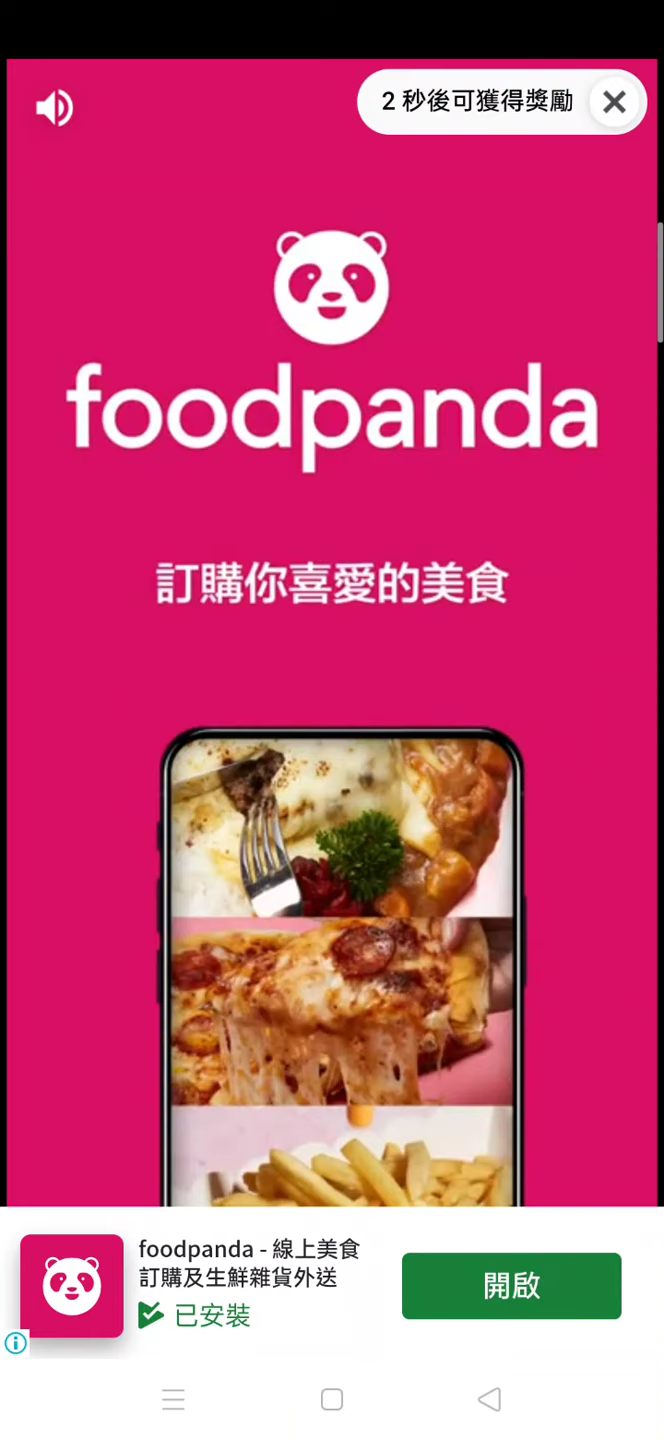 2 秒後可獲得獎勵
foodpanda
訂購你喜愛的美食
foodpanda - 線上美食
訂購及生鮮雜貨外送
已安裝
開啟